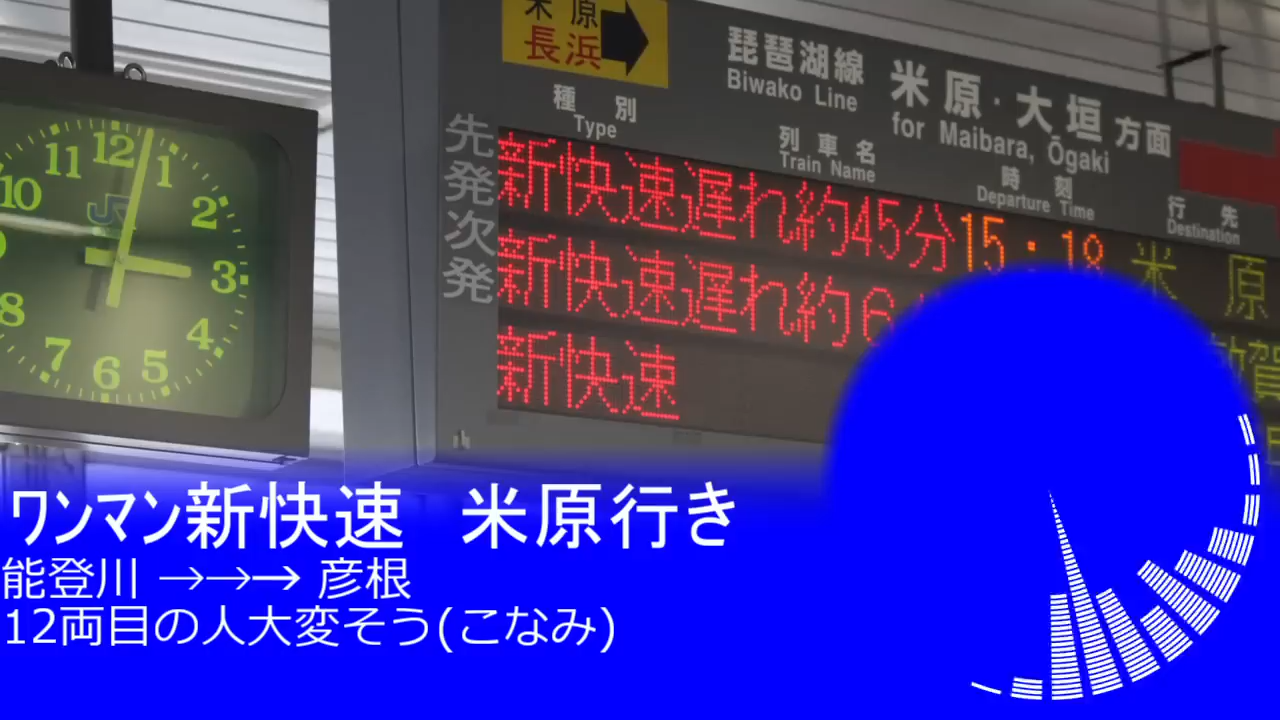 米原
長浜
琵琶湖線
Biwako Line
米原・大垣方面
for Maibara, Ōgaki
種別
Type
列車名
Train Name
時刻
Departure Time
行先
Destination
先発
新快速遅れ約45分15:18 米原
次発
新快速遅れ約6
新快速
11 12 1
10 2
3
8 4
7 6 5
JR
ﾜﾝﾏﾝ新快速　米原行き
能登川 →→→ 彦根
12両目の人大変そう(こなみ)